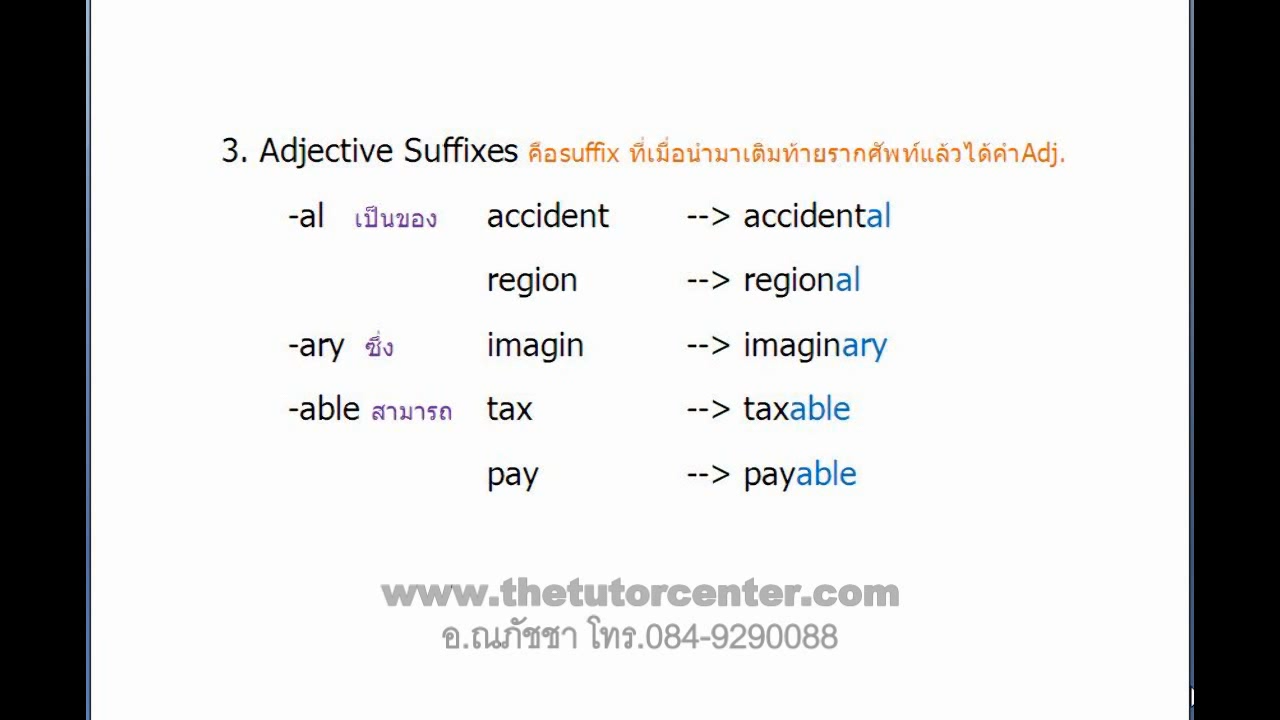 3. Adjective Suffixes คือsuffix ที่เมื่อนำมาเติมท้ายรากศัพท์แล้วได้คำAdj.
-al เป็นของ accident --> accidental
region --> regional
-ary ซึ่ง imagin --> imaginary
-able สามารถ tax --> taxable
pay --> payable
www.thetutorcenter.com
อ.ณภัชชา โทร.084-9290088